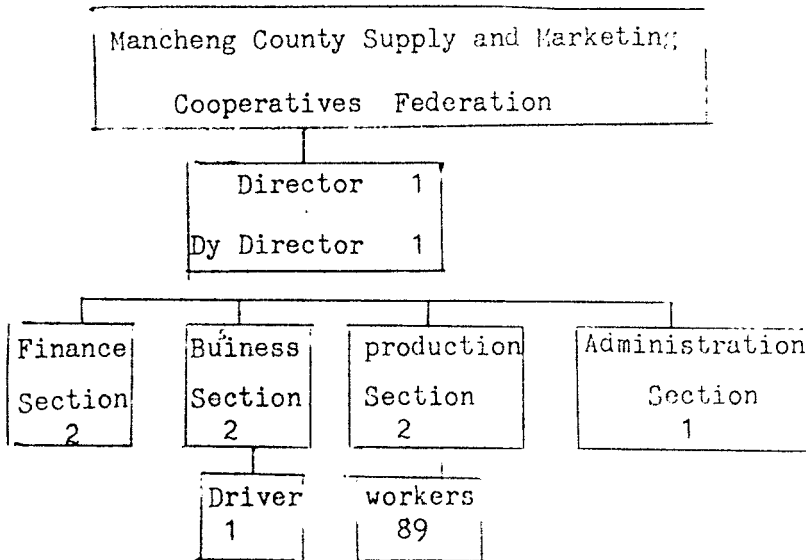 Mancheng County Supply and Marketing
Cooperatives Federation
Director 1
Dy Director 1
Finance
Section
2
Business
Section
2
production
Section
2
Administration
Section
1
Driver
1
workers
89